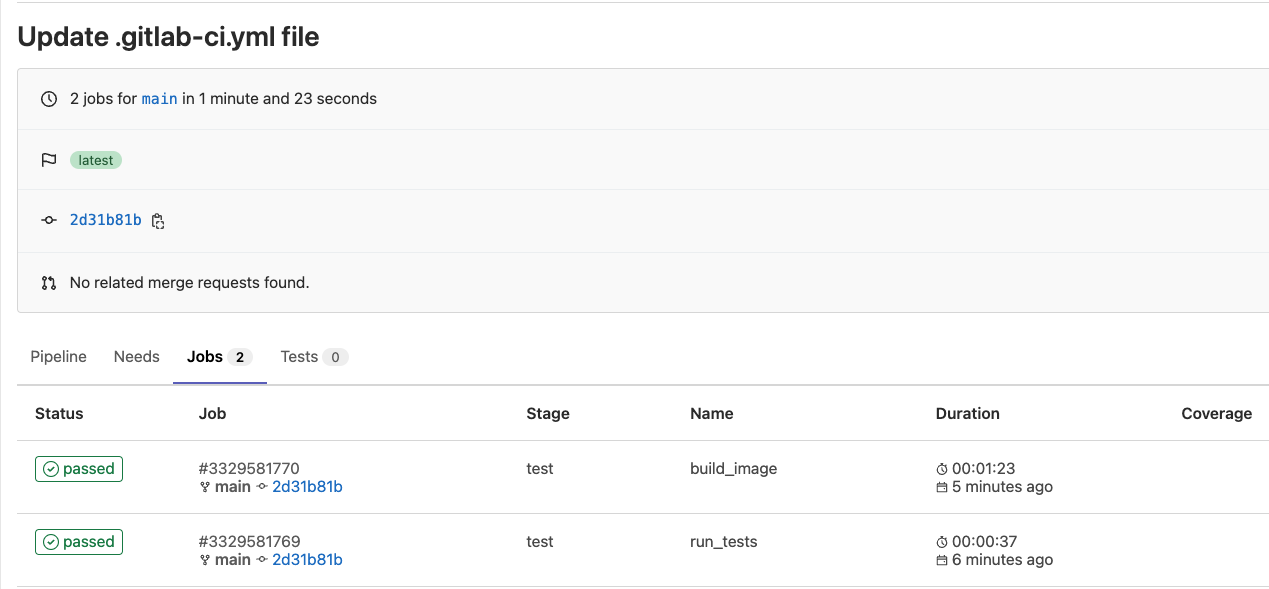 Update .gitlab-ci.yml file
2 jobs for main in 1 minute and 23 seconds
latest
2d31b81b
No related merge requests found.
Pipeline Needs Jobs 2 Tests 0
Status Job Stage Name Duration Coverage
passed #3329581770 test build_image 00:01:23
main 2d31b81b 5 minutes ago
passed #3329581769 test run_tests 00:00:37
main 2d31b81b 6 minutes ago